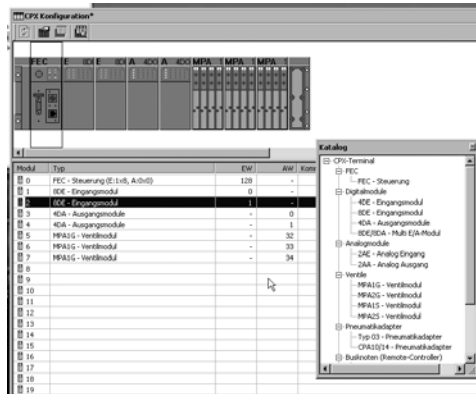 CPX Konfiguration*
FEC E 8DI E 8DI A 4DO A 4DO MPA 1 MPA 1 MPA 1
Modul Typ EW AW
0 FEC - Steuerung (E:1x8, A:0x0) 128 -
1 8DE - Eingangsmodul 0 -
2 8DE - Eingangsmodul 1 -
3 4DA - Ausgangsmodule - 0
4 4DA - Ausgangsmodule - 1
5 MPA1G - Ventilmodul - 32
6 MPA1G - Ventilmodul - 33
7 MPA1G - Ventilmodul - 34
8
9
10
11
12
13
14
15
16
17
18
19
Katalog
CPX-Terminal
FEC
FEC - Steuerung
Digitalmodule
4DE - Eingangsmodul
8DE - Eingangsmodul
4DA - Ausgangsmodule
8DE/8DA - Multi E/A-Modul
Analogmodule
2AE - Analog Eingang
2AA - Analog Ausgang
Ventile
MPA1G - Ventilmodul
MPA2G - Ventilmodul
MPA1S - Ventilmodul
MPA2S - Ventilmodul
Pneumatikadapter
Typ 03 - Pneumatikadapter
CPA10/14 - Pneumatikadapter
Busknoten (Remote-Controller)